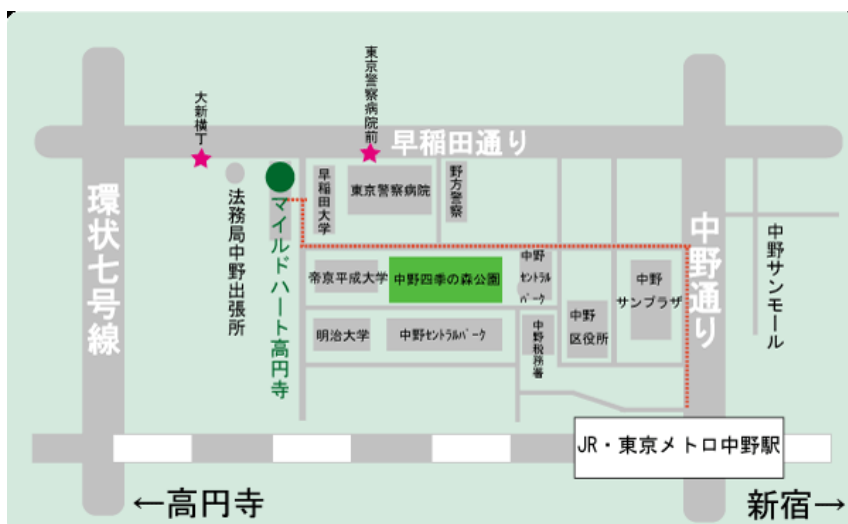 東京警察病院前
大新横丁
早稲田通り
早稲田大学
東京警察病院
野方警察
環状七号線
法務局中野出張所
マイルドハート高円寺
中野通り
中野サンモール
帝京平成大学
中野四季の森公園
中野
ｾﾝﾄﾗﾙ
ﾊﾟｰｸ
中野
サンプラザ
明治大学
中野ｾﾝﾄﾗﾙﾊﾟｰｸ
中野税務署
中野
区役所
JR・東京メトロ中野駅
←高円寺
新宿→